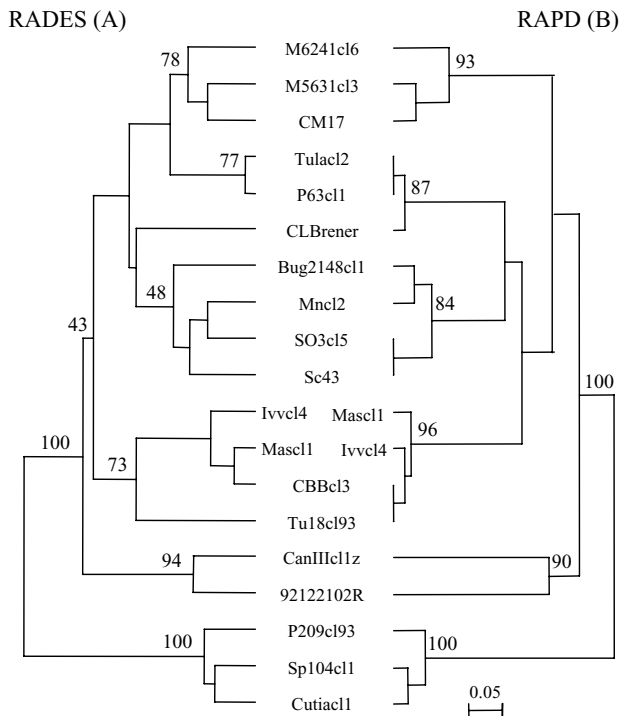 RADES (A) RAPD (B)
78 M6241cl6 93
M5631cl3
CM17
77 Tulacl2
P63cl1 87
CLBrener
Bug2148cl1
48 Mncl2 84
43 SO3cl5
Sc43 100
Ivvcl4 Mascl1
96
100 73 Mascl1 Ivvcl4
CBBcl3
Tu18cl93
94 CanIIIcl1z 90
92122102R
100 P209cl93 100
Sp104cl1
Cutiacl1 0.05